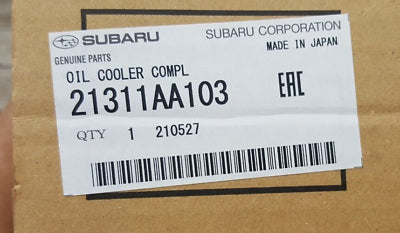 SUBARU
SUBARU CORPORATION
GENUINE PARTS
MADE IN JAPAN
OIL COOLER COMPL
21311AA103
EAC
QTY 1 210527